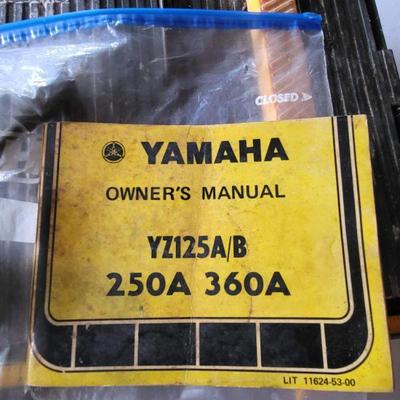 CLOSED
YAMAHA
OWNER'S MANUAL
YZ125A/B
250A 360A
LIT 11624-53-00